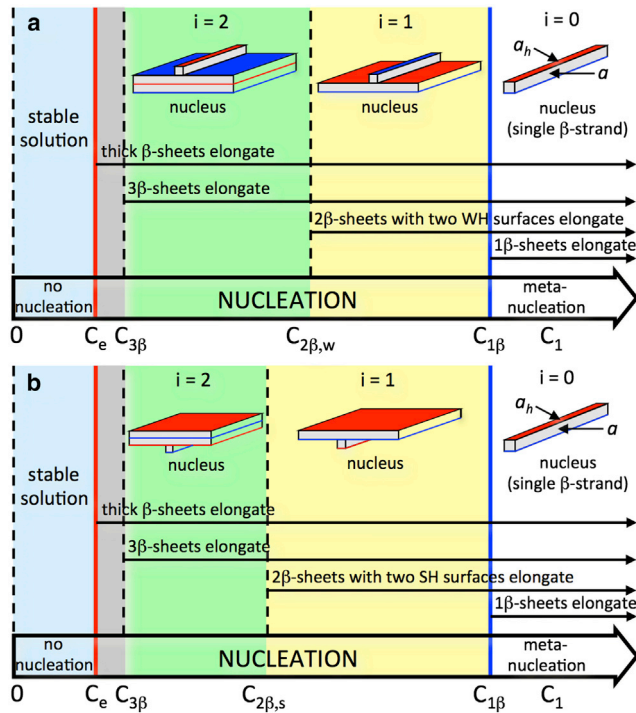 a
i = 2
i = 1
i = 0
a_h
a
nucleus
nucleus
nucleus
(single β-strand)
stable
solution
thick β-sheets elongate
3β-sheets elongate
2β-sheets with two WH surfaces elongate
1β-sheets elongate
no
nucleation
NUCLEATION
meta-
nucleation
0
C_e
C_3β
C_2β,w
C_1β
C_1
b
i = 2
i = 1
i = 0
a_h
a
nucleus
nucleus
nucleus
(single β-strand)
stable
solution
thick β-sheets elongate
3β-sheets elongate
2β-sheets with two SH surfaces elongate
1β-sheets elongate
no
nucleation
NUCLEATION
meta-
nucleation
0
C_e
C_3β
C_2β,s
C_1β
C_1